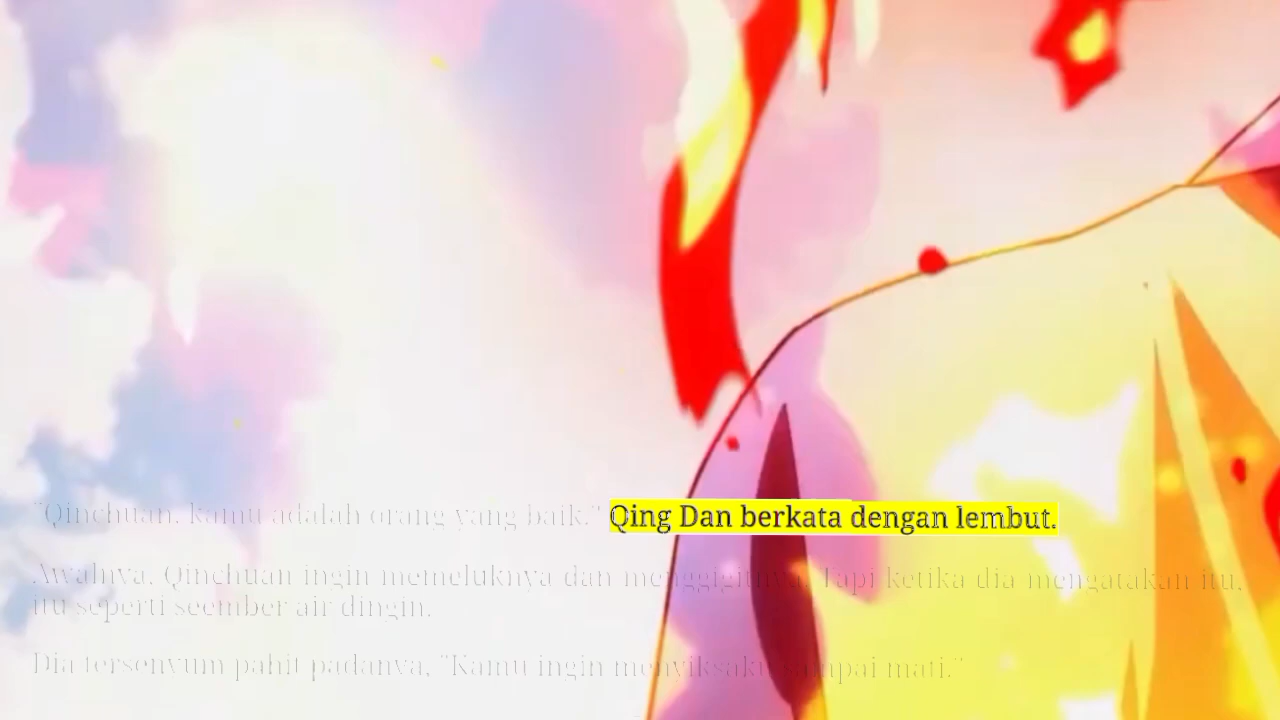 "Qinchuan, kamu adalah orang yang baik." Qing Dan berkata dengan lembut.
Awalnya, Qinchuan ingin memeluknya dan menggigitnya. Tapi ketika dia mengatakan itu,
itu seperti seember air dingin.
Dia tersenyum pahit padanya, "Kamu ingin menyiksaku sampai mati."